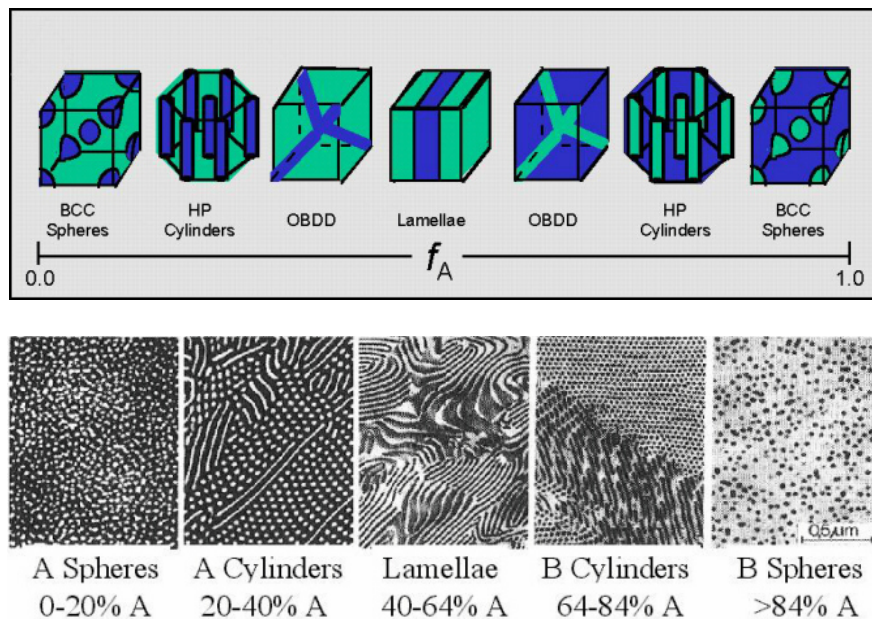 BCC
Spheres
HP
Cylinders
OBDD
Lamellae
OBDD
HP
Cylinders
BCC
Spheres
0.0
fA
1.0
0.5µm
A Spheres
0-20% A
A Cylinders
20-40% A
Lamellae
40-64% A
B Cylinders
64-84% A
B Spheres
>84% A